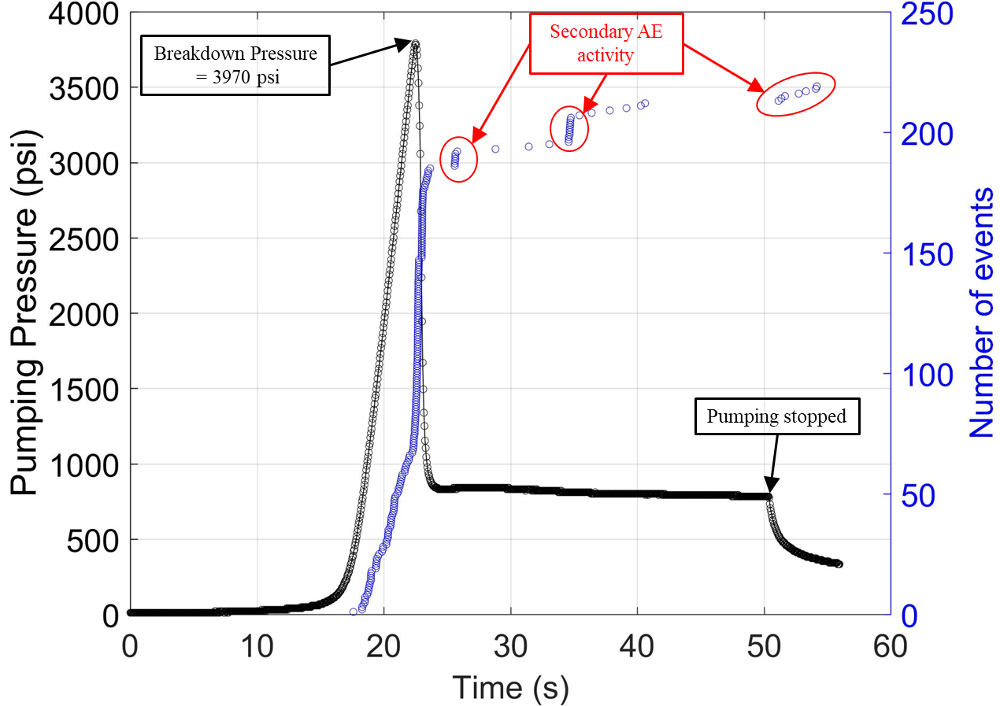 4000
3500
3000
2500
2000
1500
1000
500
0
Pumping Pressure (psi)
Breakdown Pressure
= 3970 psi
Secondary AE
activity
Pumping stopped
250
200
150
100
50
0
Number of events
0 10 20 30 40 50 60
Time (s)